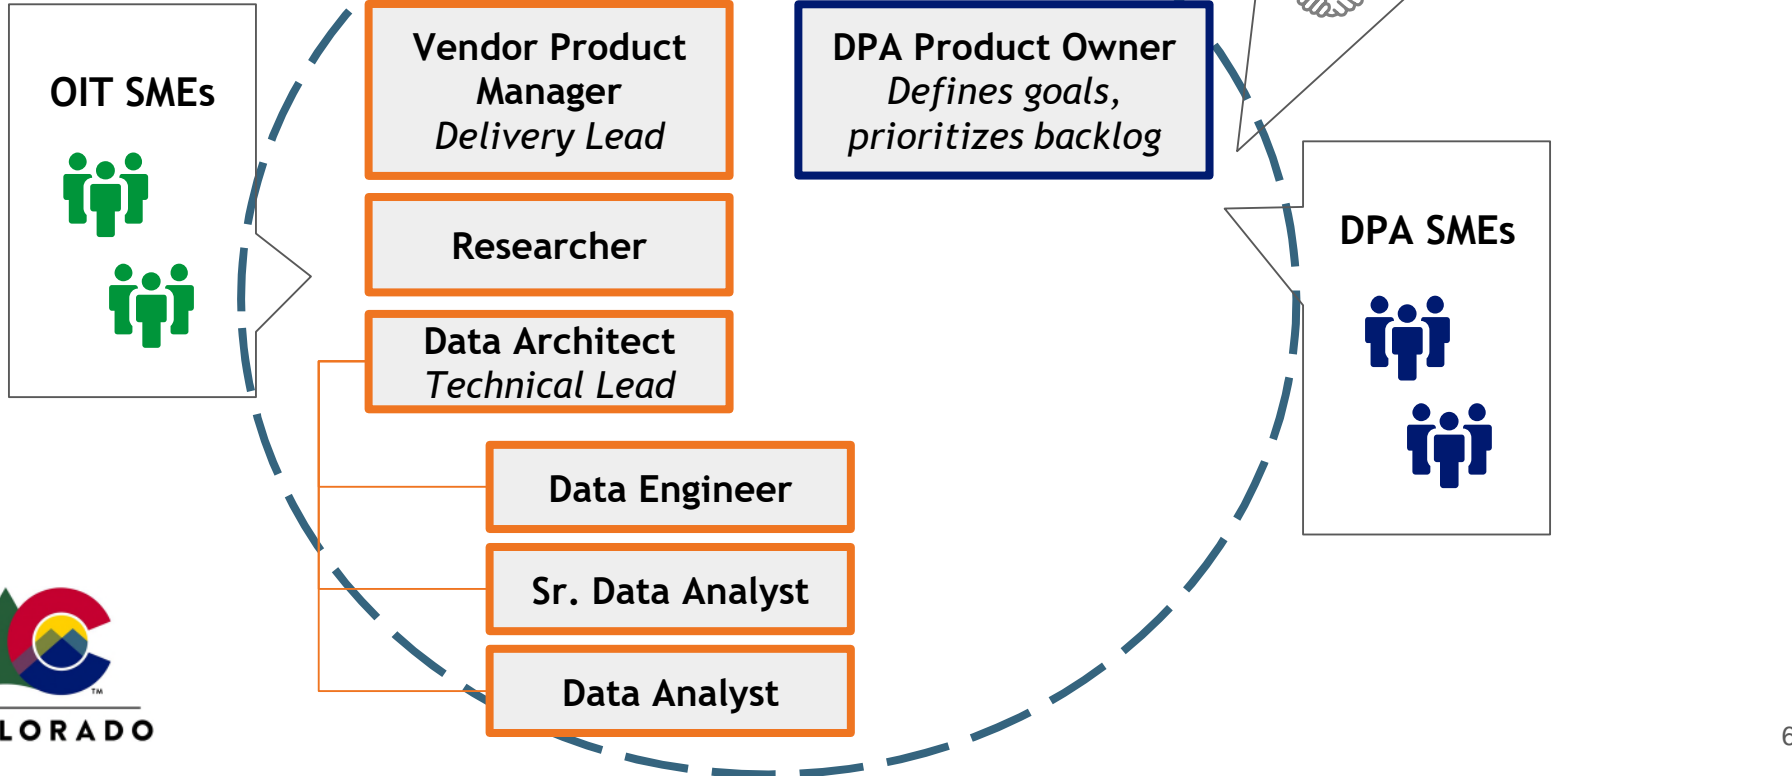 OIT SMEs
Vendor Product
Manager
Delivery Lead
DPA Product Owner
Defines goals,
prioritizes backlog
Researcher
DPA SMEs
Data Architect
Technical Lead
Data Engineer
Sr. Data Analyst
Data Analyst
TM
LORADO
6